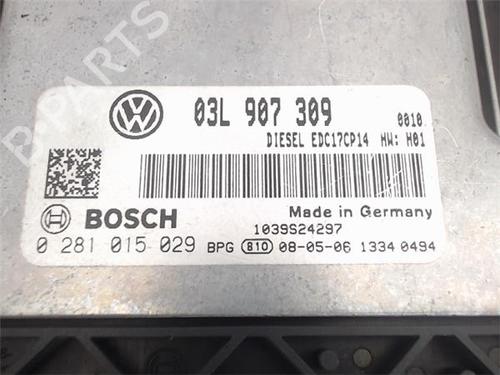 B-PARTS
03L 907 309 0010
DIESEL EDC17CP14 HW: H01
BOSCH
Made in Germany
1039S24297
0 281 015 029 BPG 810 08-05-06 1334 0494